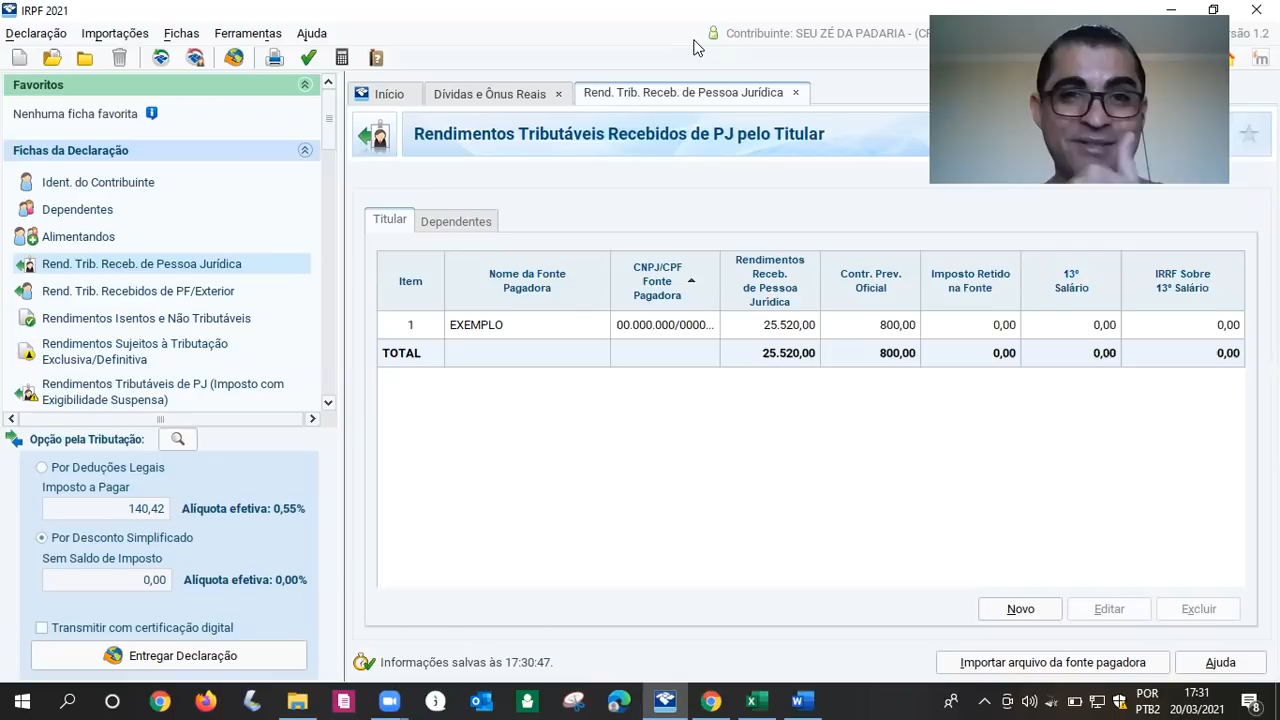 IRPF 2021
Declaração Importações Fichas Ferramentas Ajuda
Contribuinte: SEU ZÉ DA PADARIA - 1.2
Favoritos
Nenhuma ficha favorita
Fichas da Declaração
Ident. do Contribuinte
Dependentes
Alimentandos
Rend. Trib. Receb. de Pessoa Jurídica
Rend. Trib. Recebidos de PF/Exterior
Rendimentos Isentos e Não Tributáveis
Rendimentos Sujeitos à Tributação
Exclusiva/Definitiva
Rendimentos Tributáveis de PJ (Imposto com
Exigibilidade Suspensa)
Opção pela Tributação:
Por Deduções Legais
Imposto a Pagar
140,42 Alíquota efetiva: 0,55%
Por Desconto Simplificado
Sem Saldo de Imposto
0,00 Alíquota efetiva: 0,00%
Transmitir com certificação digital
Entregar Declaração
Início Dívidas e Ônus Reais × Rend. Trib. Receb. de Pessoa Jurídica ×
Rendimentos Tributáveis Recebidos de PJ pelo Titular
Titular Dependentes
Item
Nome da Fonte
Pagadora
CNPJ/CPF
Fonte
Pagadora
Rendimentos
Receb.
de Pessoa
Jurídica
Contr. Prev.
Oficial
Imposto Retido
na Fonte
13º
Salário
IRRF Sobre
13º Salário
1 EXEMPLO 00.000.000/0000... 25.520,00 800,00 0,00 0,00 0,00
TOTAL 25.520,00 800,00 0,00 0,00 0,00
Novo Editar Excluir
Informações salvas às 17:30:47. Importar arquivo da fonte pagadora Ajuda
POR
PTB2
17:31
20/03/2021
8